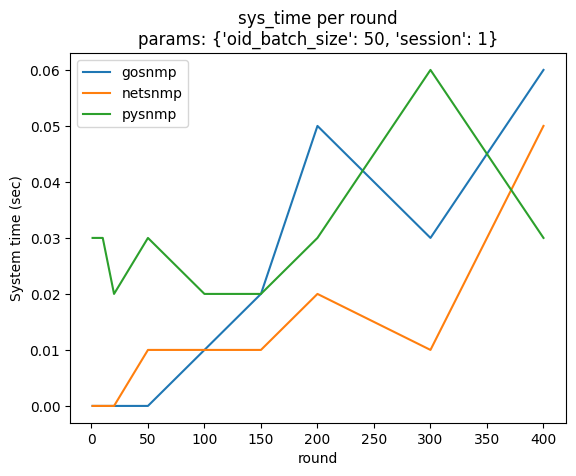 sys_time per round
params: {'oid_batch_size': 50, 'session': 1}
gosnmp
netsnmp
pysnmp
System time (sec)
0.06
0.05
0.04
0.03
0.02
0.01
0.00
0 50 100 150 200 250 300 350 400
round